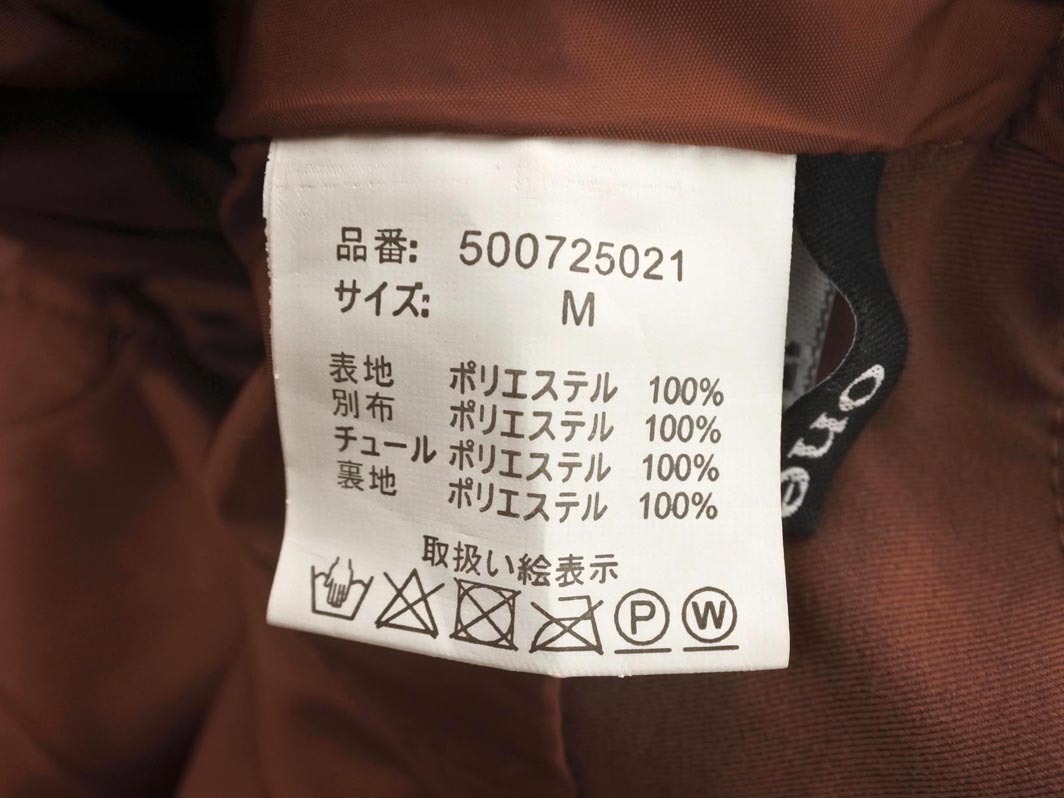 品番: 500725021
サイズ: M
表地 ポリエステル 100%
別布 ポリエステル 100%
チュール ポリエステル 100%
裏地 ポリエステル 100%
取扱い絵表示
P W
one